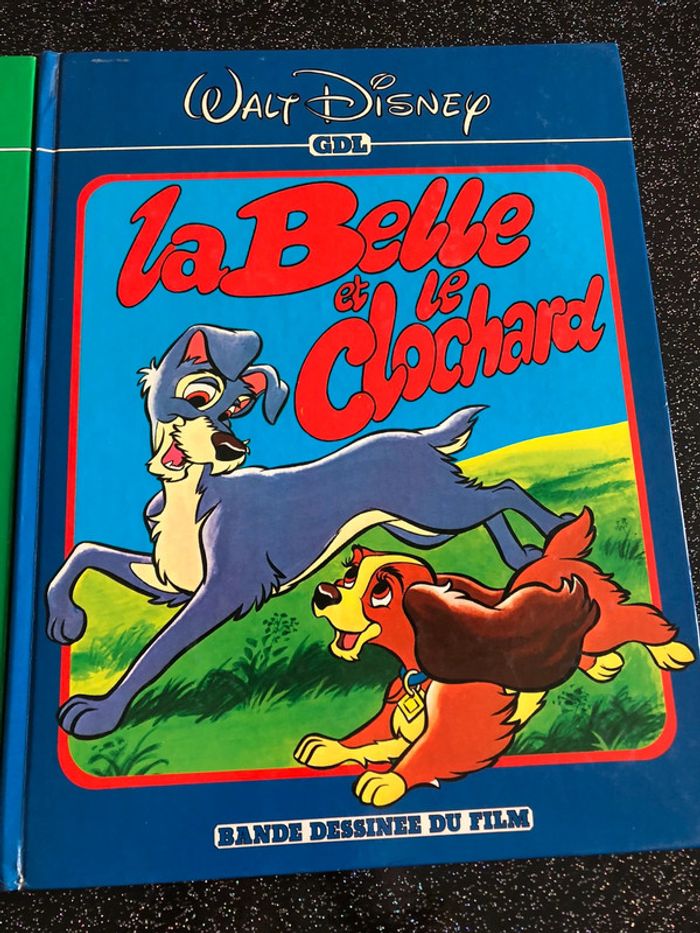 WALT DISNEY
GDL
La Belle
et le
Clochard
BANDE DESSINEE DU FILM